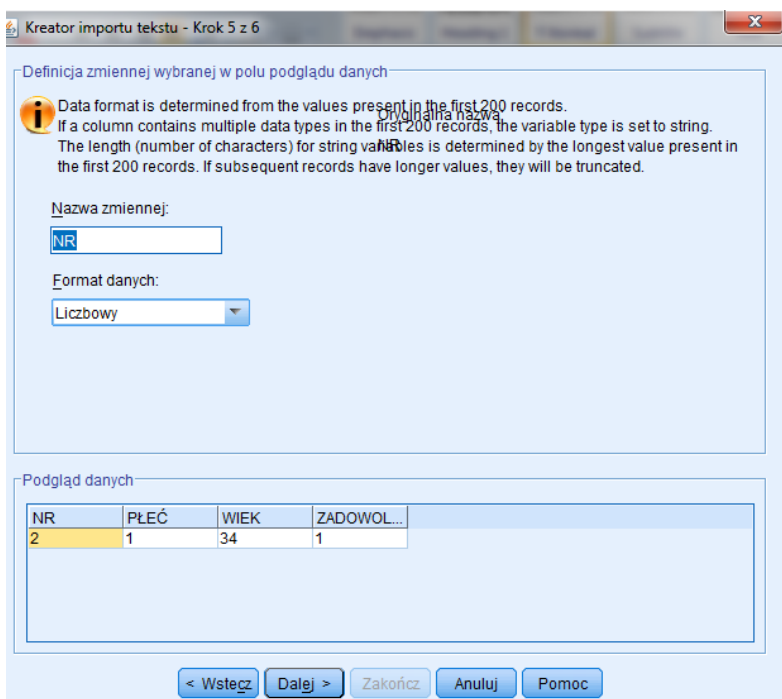 Kreator importu tekstu - Krok 5 z 6
Definicja zmiennej wybranej w polu podglądu danych
Data format is determined from the values present in the first 200 records.
Oryginalna nazwa
If a column contains multiple data types in the first 200 records, the variable type is set to string.
The length (number of characters) for string variables is determined by the longest value present in
NR
the first 200 records. If subsequent records have longer values, they will be truncated.
Nazwa zmiennej:
NR
Format danych:
Liczbowy
Podgląd danych
NR PŁEĆ WIEK ZADOWOL...
2 1 34 1
< Wstecz Dalej > Zakończ Anuluj Pomoc